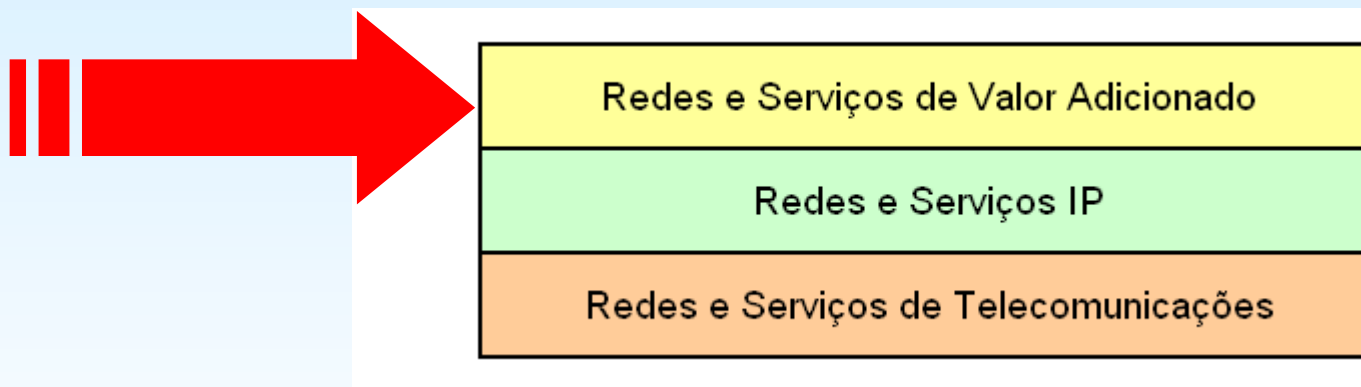 Redes e Serviços de Valor Adicionado
Redes e Serviços IP
Redes e Serviços de Telecomunicações